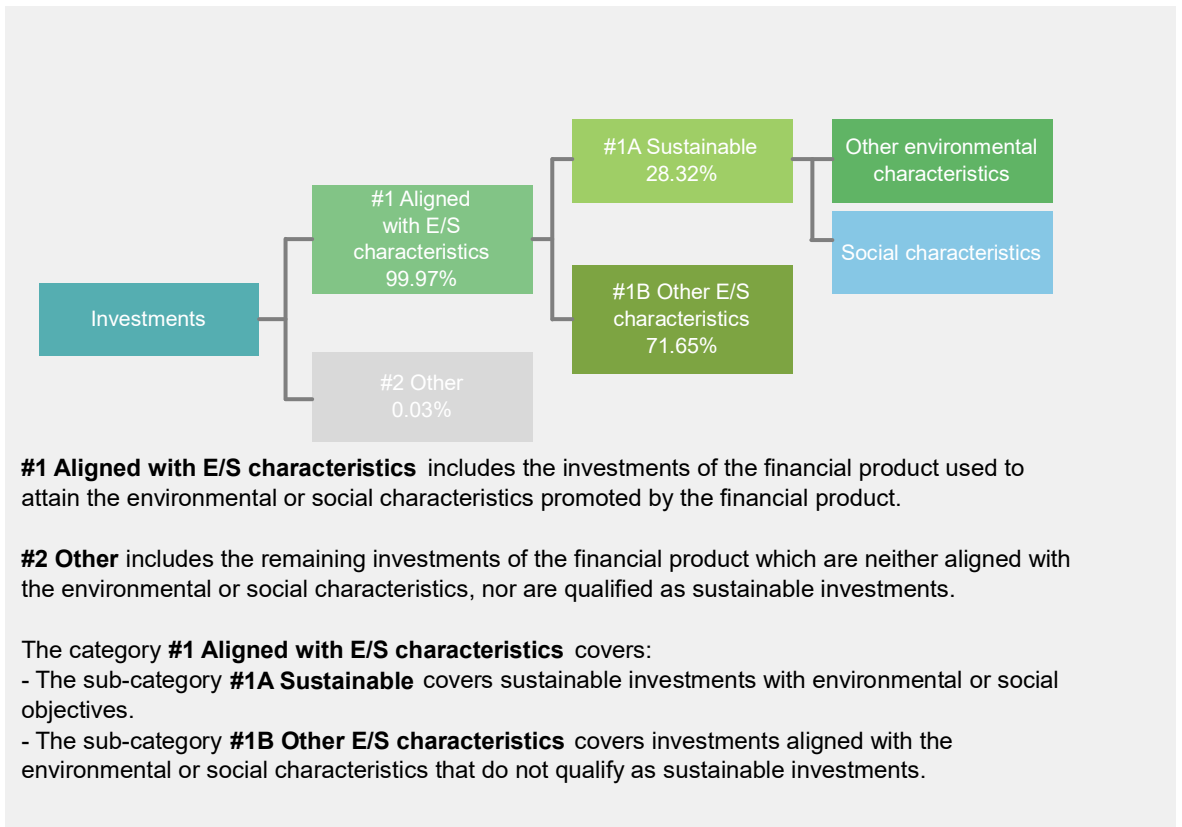 #1A Sustainable
28.32%
Other environmental
characteristics
#1 Aligned
with E/S
characteristics
99.97%
Social characteristics
#1B Other E/S
characteristics
71.65%
Investments
#2 Other
0.03%
#1 Aligned with E/S characteristics includes the investments of the financial product used to
attain the environmental or social characteristics promoted by the financial product.
#2 Other includes the remaining investments of the financial product which are neither aligned with
the environmental or social characteristics, nor are qualified as sustainable investments.
The category #1 Aligned with E/S characteristics covers:
- The sub-category #1A Sustainable covers sustainable investments with environmental or social
objectives.
- The sub-category #1B Other E/S characteristics covers investments aligned with the
environmental or social characteristics that do not qualify as sustainable investments.